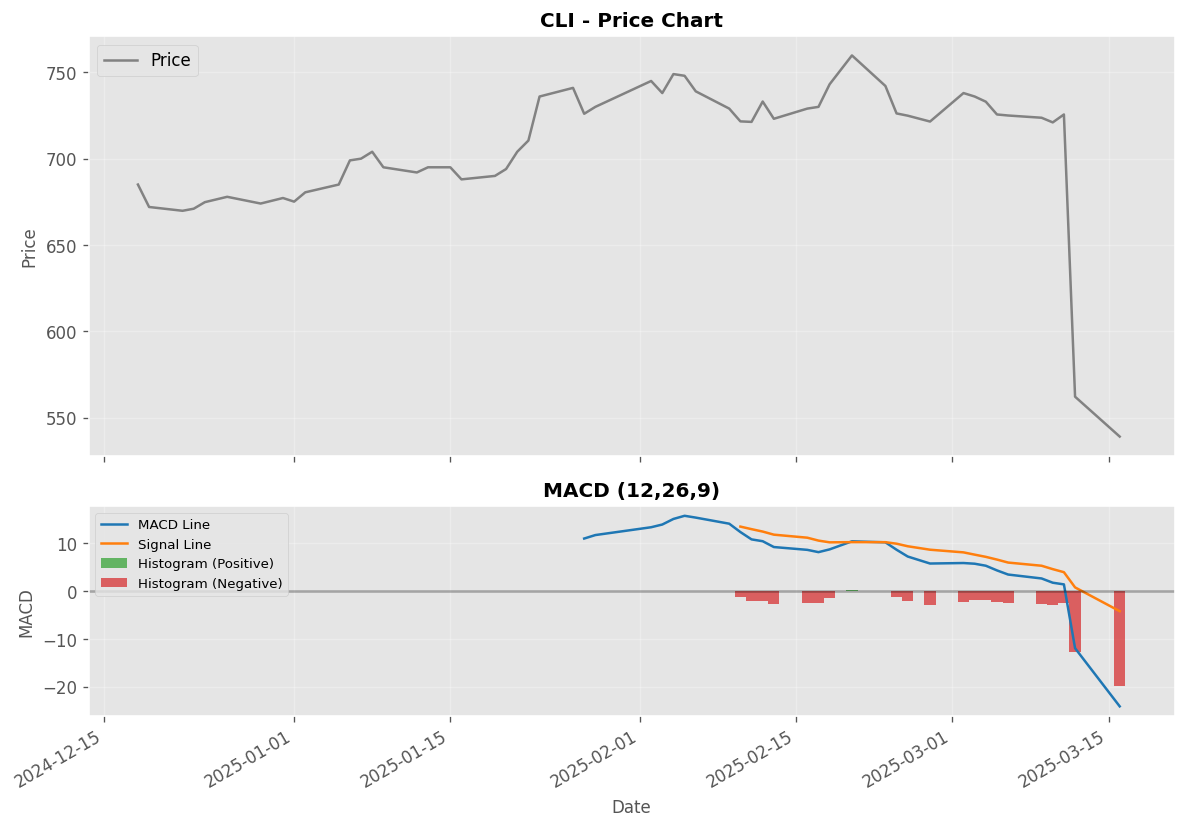 CLI - Price Chart
Price
750
700
650
600
550
Price
MACD (12,26,9)
MACD Line
Signal Line
Histogram (Positive)
Histogram (Negative)
10
0
−10
−20
MACD
2024-12-15
2025-01-01
2025-01-15
2025-02-01
2025-02-15
2025-03-01
2025-03-15
Date